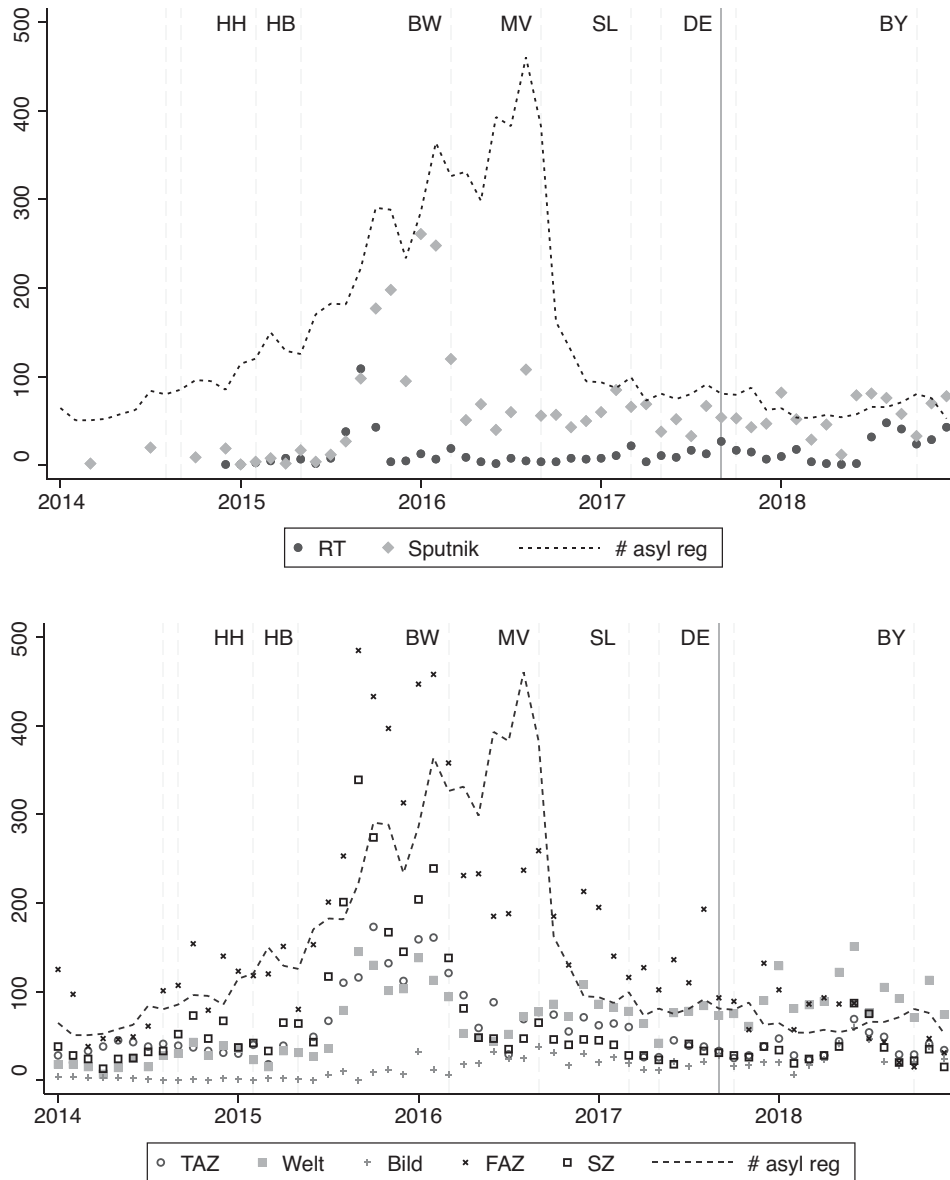 HH HB BW MV SL DE BY
500
400
300
200
100
0
2014 2015 2016 2017 2018
RT Sputnik # asyl reg
HH HB BW MV SL DE BY
500
400
300
200
100
0
2014 2015 2016 2017 2018
TAZ Welt Bild FAZ SZ # asyl reg